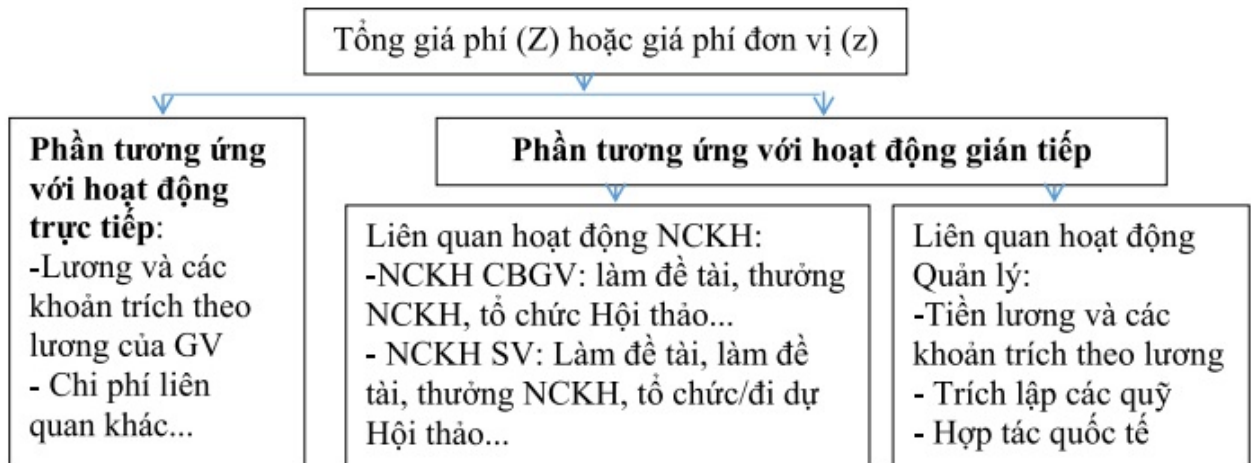 Tổng giá phí (Z) hoặc giá phí đơn vị (z)
Phần tương ứng
với hoạt động
trực tiếp:
-Lương và các
khoản trích theo
lương của GV
- Chi phí liên
quan khác...
Phần tương ứng với hoạt động gián tiếp
Liên quan hoạt động NCKH:
-NCKH CBGV: làm đề tài, thưởng
NCKH, tổ chức Hội thảo...
- NCKH SV: Làm đề tài, làm đề
tài, thưởng NCKH, tổ chức/đi dự
Hội thảo...
Liên quan hoạt động
Quản lý:
-Tiền lương và các
khoản trích theo lương
- Trích lập các quỹ
- Hợp tác quốc tế